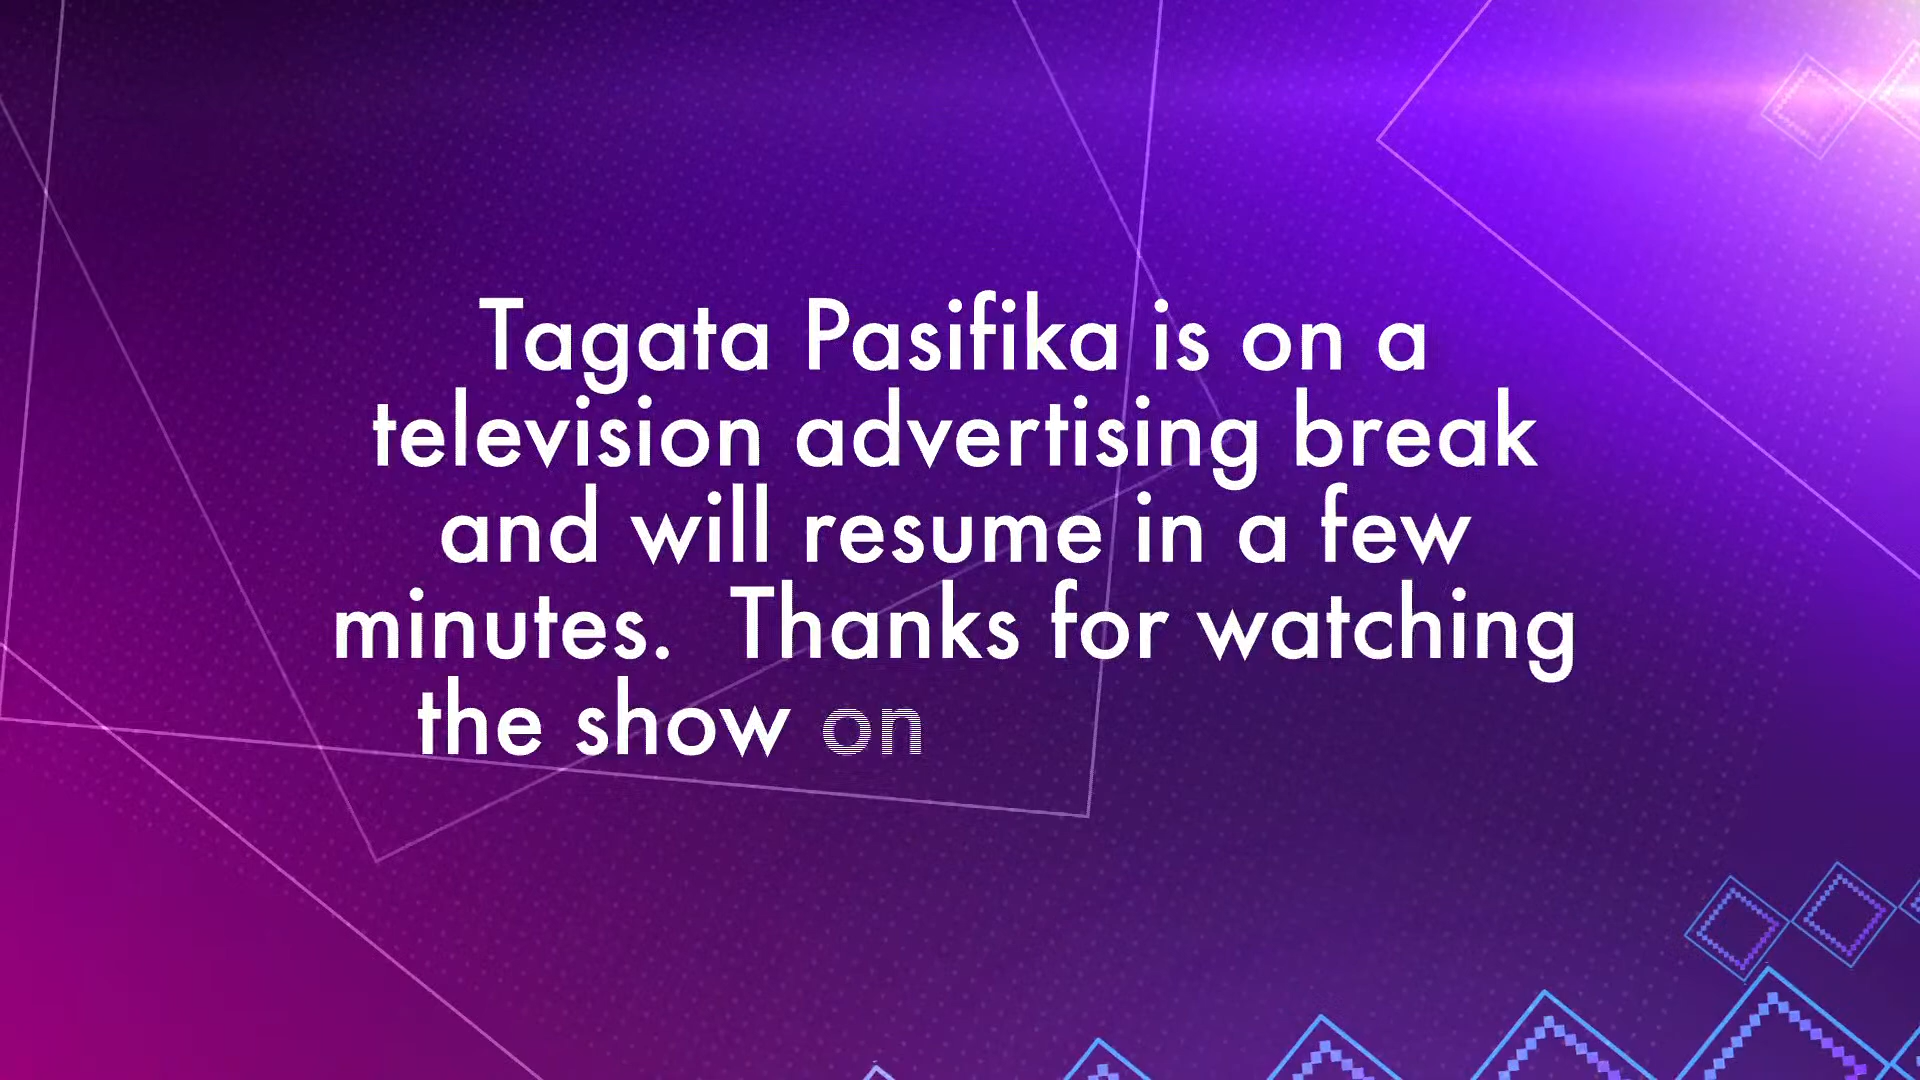 Tagata Pasifika is on a
television advertising break
and will resume in a few
minutes.  Thanks for watching
the show on